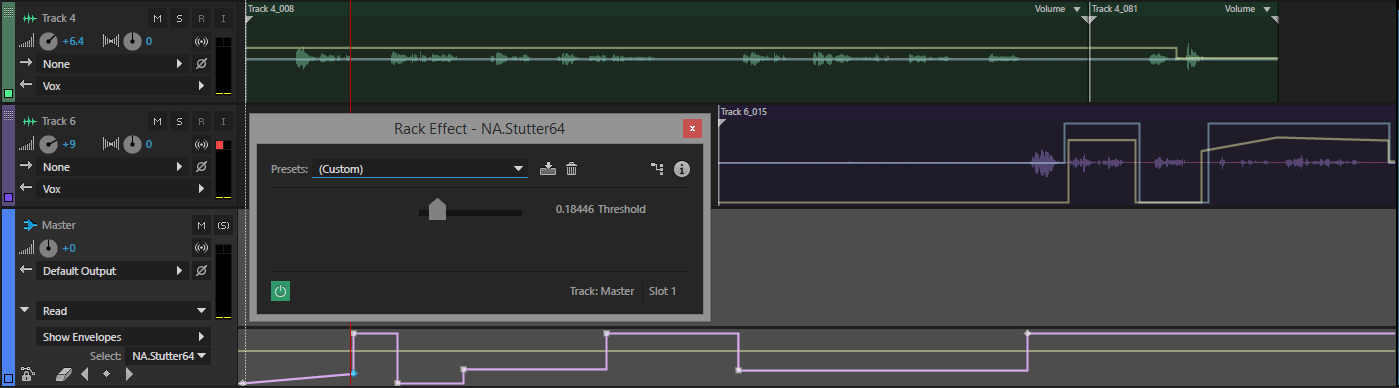 Track 4
M S R I
+6.4 0
None
Vox
Track 4_008 Volume
Track 4_081 Volume
Track 6
M S R I
+9 0
None
Vox
Track 6_015
Rack Effect - NA.Stutter64
x
Presets: (Custom)
0.18446 Threshold
Track: Master Slot 1
Master
M (S)
+0
Default Output
Read
Show Envelopes
Select: NA.Stutter64